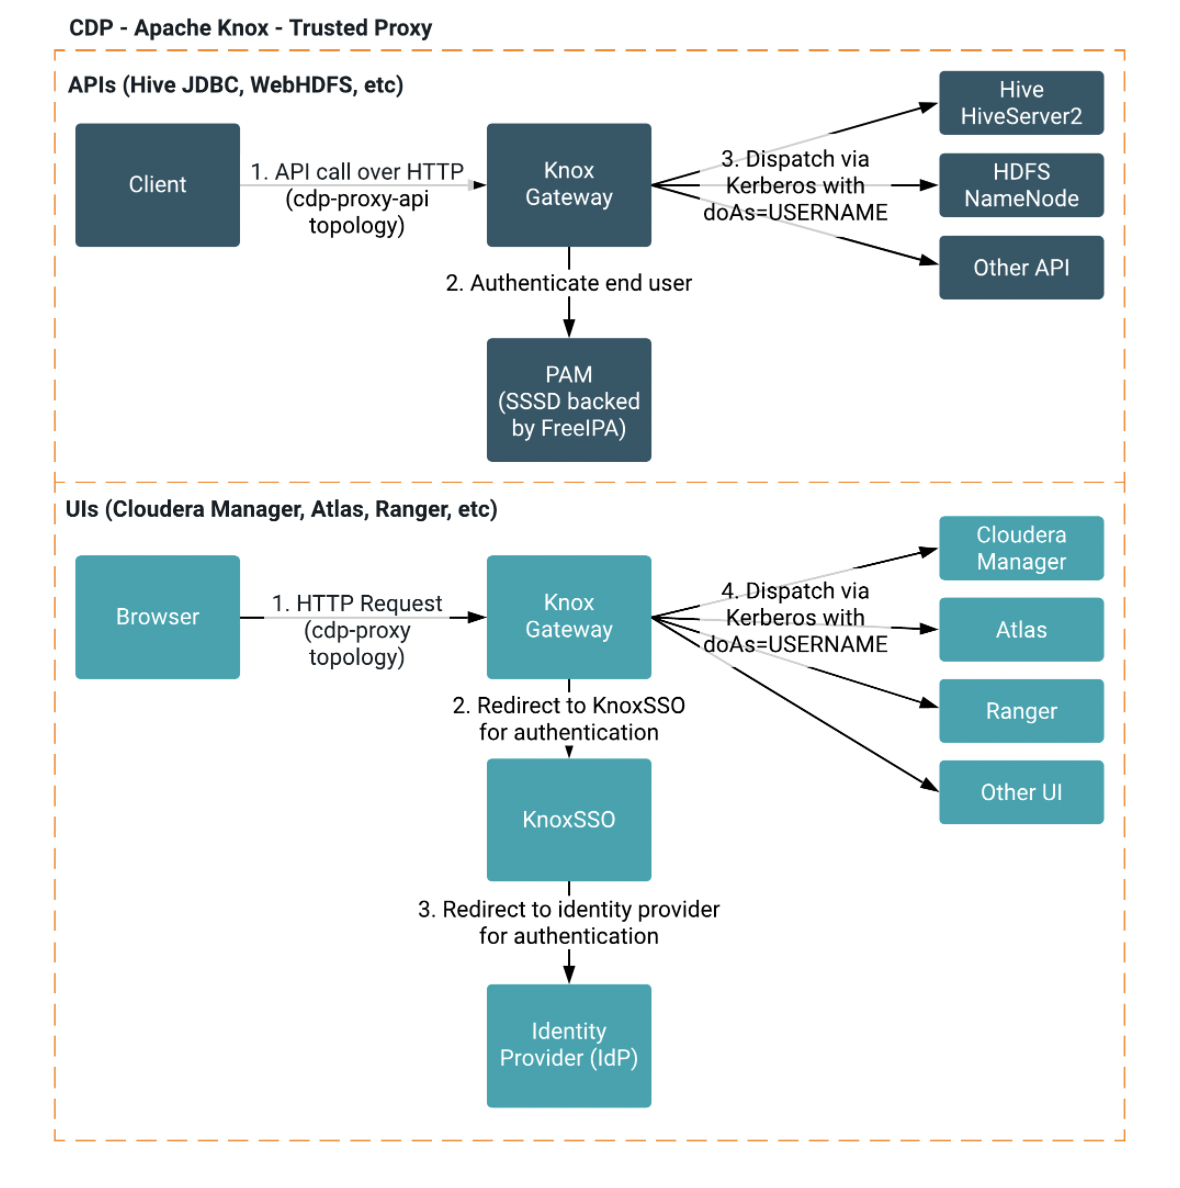 CDP - Apache Knox - Trusted Proxy
APIs (Hive JDBC, WebHDFS, etc)
Client
1. API call over HTTP
(cdp-proxy-api
topology)
Knox
Gateway
3. Dispatch via
Kerberos with
doAs=USERNAME
Hive
HiveServer2
HDFS
NameNode
Other API
2. Authenticate end user
PAM
(SSSD backed
by FreeIPA)
UIs (Cloudera Manager, Atlas, Ranger, etc)
Browser
1. HTTP Request
(cdp-proxy
topology)
Knox
Gateway
4. Dispatch via
Kerberos with
doAs=USERNAME
Cloudera
Manager
Atlas
Ranger
Other UI
2. Redirect to KnoxSSO
for authentication
KnoxSSO
3. Redirect to identity provider
for authentication
Identity
Provider (IdP)